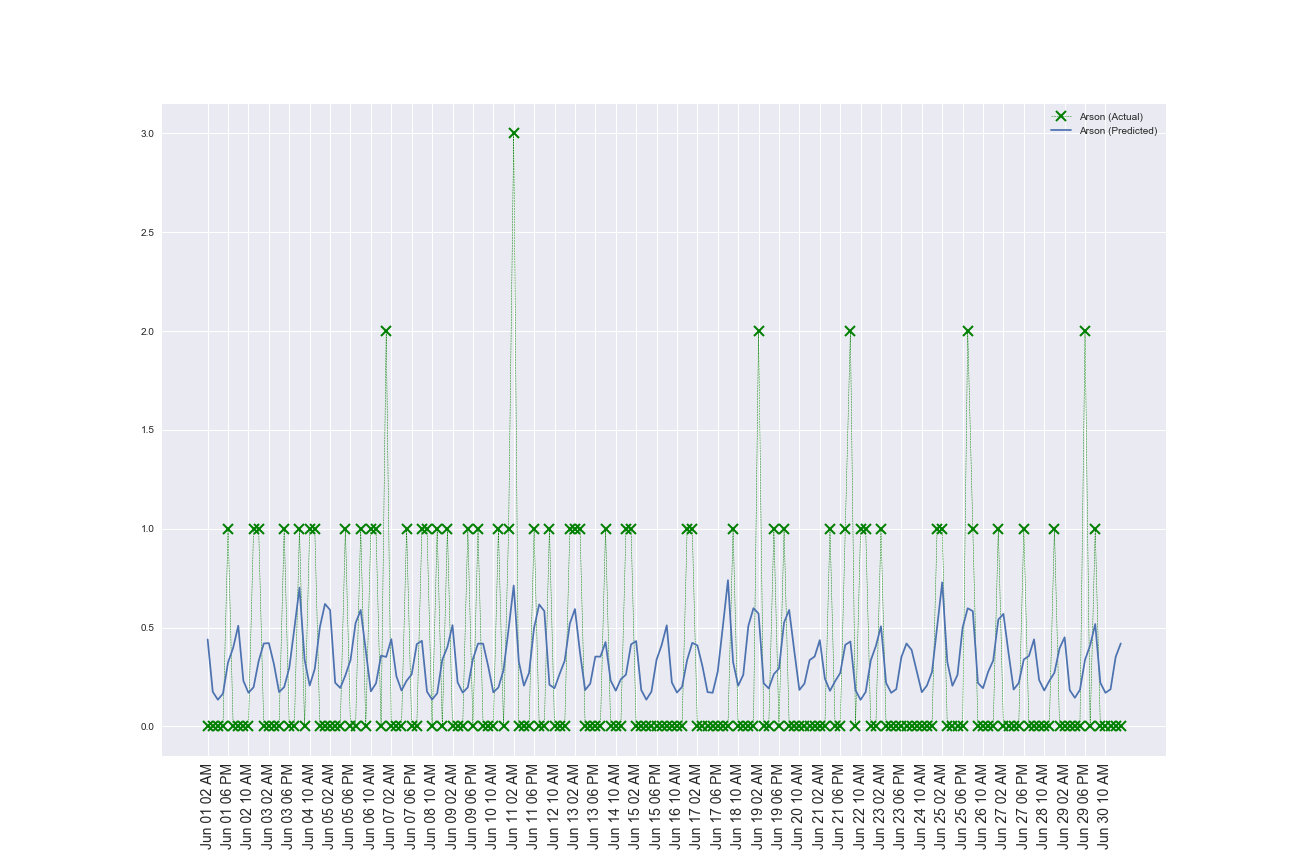 Arson (Actual)
Arson (Predicted)
3.0
2.5
2.0
1.5
1.0
0.5
0.0
Jun 01 02 AM
Jun 01 06 PM
Jun 02 10 AM
Jun 03 02 AM
Jun 03 06 PM
Jun 04 10 AM
Jun 05 02 AM
Jun 05 06 PM
Jun 06 10 AM
Jun 07 02 AM
Jun 07 06 PM
Jun 08 10 AM
Jun 09 02 AM
Jun 09 06 PM
Jun 10 10 AM
Jun 11 02 AM
Jun 11 06 PM
Jun 12 10 AM
Jun 13 02 AM
Jun 13 06 PM
Jun 14 10 AM
Jun 15 02 AM
Jun 15 06 PM
Jun 16 10 AM
Jun 17 02 AM
Jun 17 06 PM
Jun 18 10 AM
Jun 19 02 AM
Jun 19 06 PM
Jun 20 10 AM
Jun 21 02 AM
Jun 21 06 PM
Jun 22 10 AM
Jun 23 02 AM
Jun 23 06 PM
Jun 24 10 AM
Jun 25 02 AM
Jun 25 06 PM
Jun 26 10 AM
Jun 27 02 AM
Jun 27 06 PM
Jun 28 10 AM
Jun 29 02 AM
Jun 29 06 PM
Jun 30 10 AM